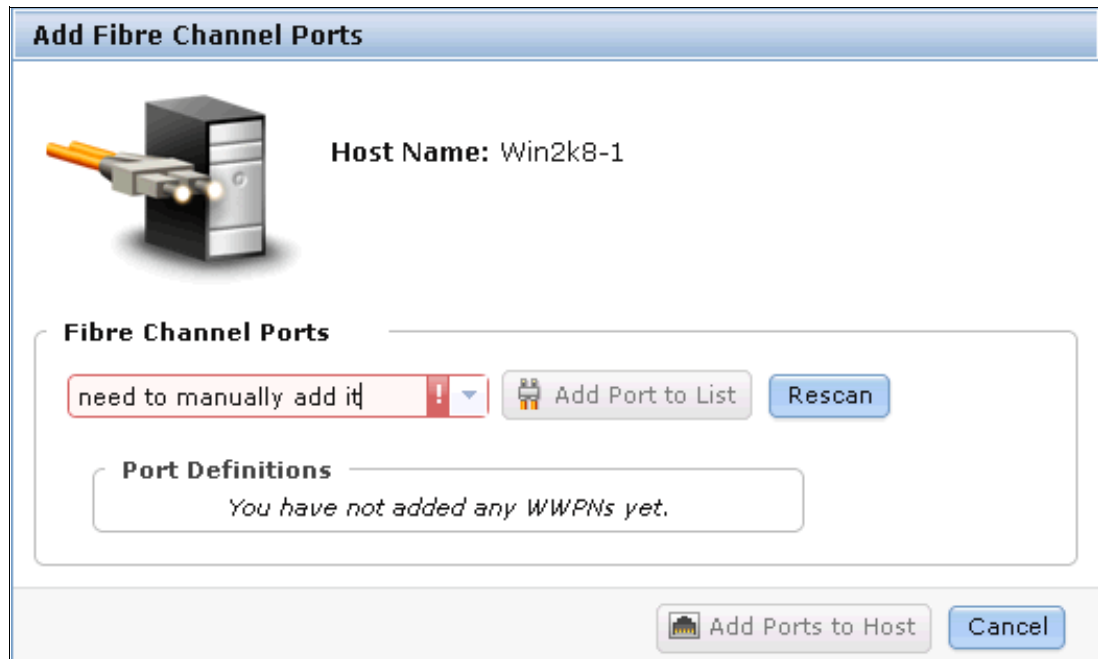 Add Fibre Channel Ports
Host Name: Win2k8-1
Fibre Channel Ports
need to manually add it
!
Add Port to List
Rescan
Port Definitions
You have not added any WWPNs yet.
Add Ports to Host
Cancel